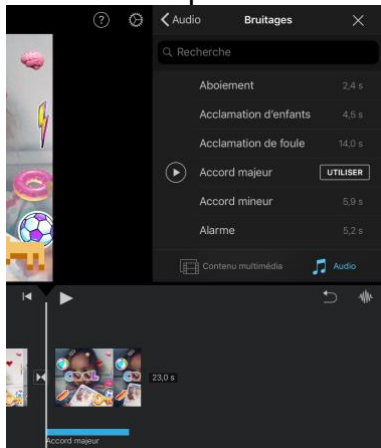 ?
Audio Bruitages
Recherche
Aboiement 2,4 s
Acclamation d'enfants 4,5 s
Acclamation de foule 14,0 s
Accord majeur UTILISER
Accord mineur 5,9 s
Alarme 5,2 s
Contenu multimédia Audio
23,0 s
Accord majeur